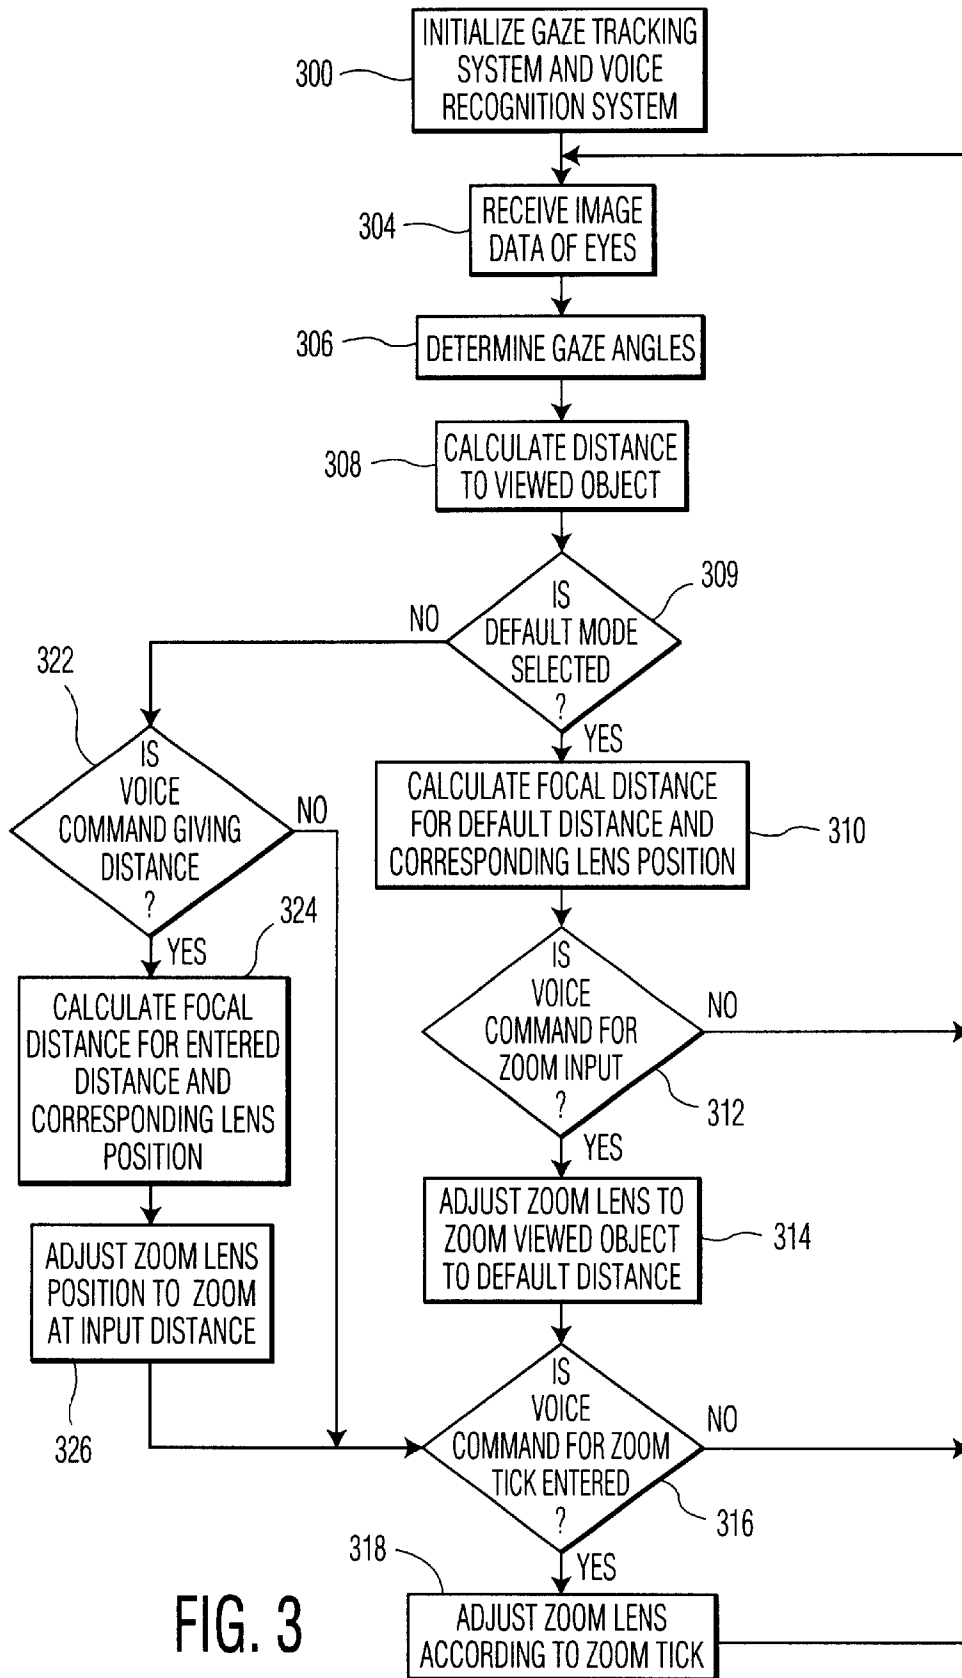 INITIALIZE GAZE TRACKING
SYSTEM AND VOICE
RECOGNITION SYSTEM
300
RECEIVE IMAGE
DATA OF EYES
304
DETERMINE GAZE ANGLES
306
CALCULATE DISTANCE
TO VIEWED OBJECT
308
IS
DEFAULT MODE
SELECTED
?
309
NO
YES
322
IS
VOICE
COMMAND GIVING
DISTANCE
?
NO
YES
CALCULATE FOCAL DISTANCE
FOR DEFAULT DISTANCE AND
CORRESPONDING LENS POSITION
310
324
CALCULATE FOCAL
DISTANCE FOR ENTERED
DISTANCE AND
CORRESPONDING LENS
POSITION
IS
VOICE
COMMAND FOR
ZOOM INPUT
?
NO
312
YES
ADJUST ZOOM LENS
POSITION TO ZOOM
AT INPUT DISTANCE
326
ADJUST ZOOM LENS TO
ZOOM VIEWED OBJECT
TO DEFAULT DISTANCE
314
IS
VOICE
COMMAND FOR ZOOM
TICK ENTERED
?
NO
316
YES
318
ADJUST ZOOM LENS
ACCORDING TO ZOOM TICK
FIG. 3